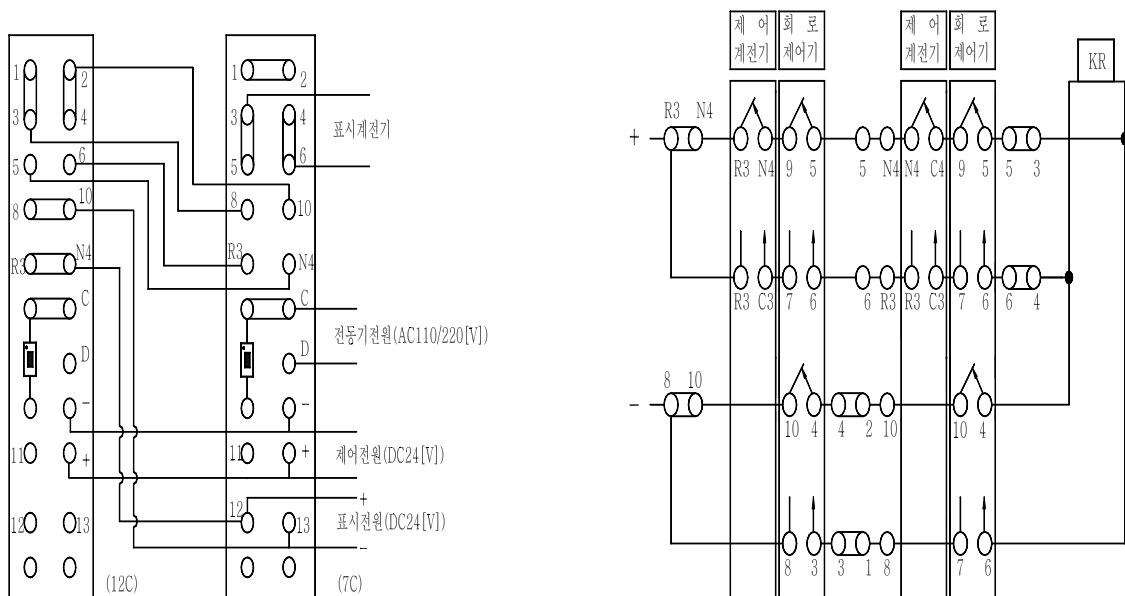 1 2
3 4
5 6
8 10
R3 N4
C
D
-
11 +
12 13
(12C)
1 2
3 4
5 6
8 10
R3 N4
C
D
-
11 +
12 13
(7C)
표시계전기
전동기전원(AC110/220[V])
제어전원(DC24[V])
+
표시전원(DC24[V])
-
제 어 계전기
회 로 제어기
제 어 계전기
회 로 제어기
KR
R3 N4
+
R3 N4 9 5 5 N4 N4 C4 9 5 5 3
R3 C3 7 6 6 R3 R3 C3 7 6 6 4
8 10
-
10 4 4 2 10 10 4
8 3 3 1 8 7 6